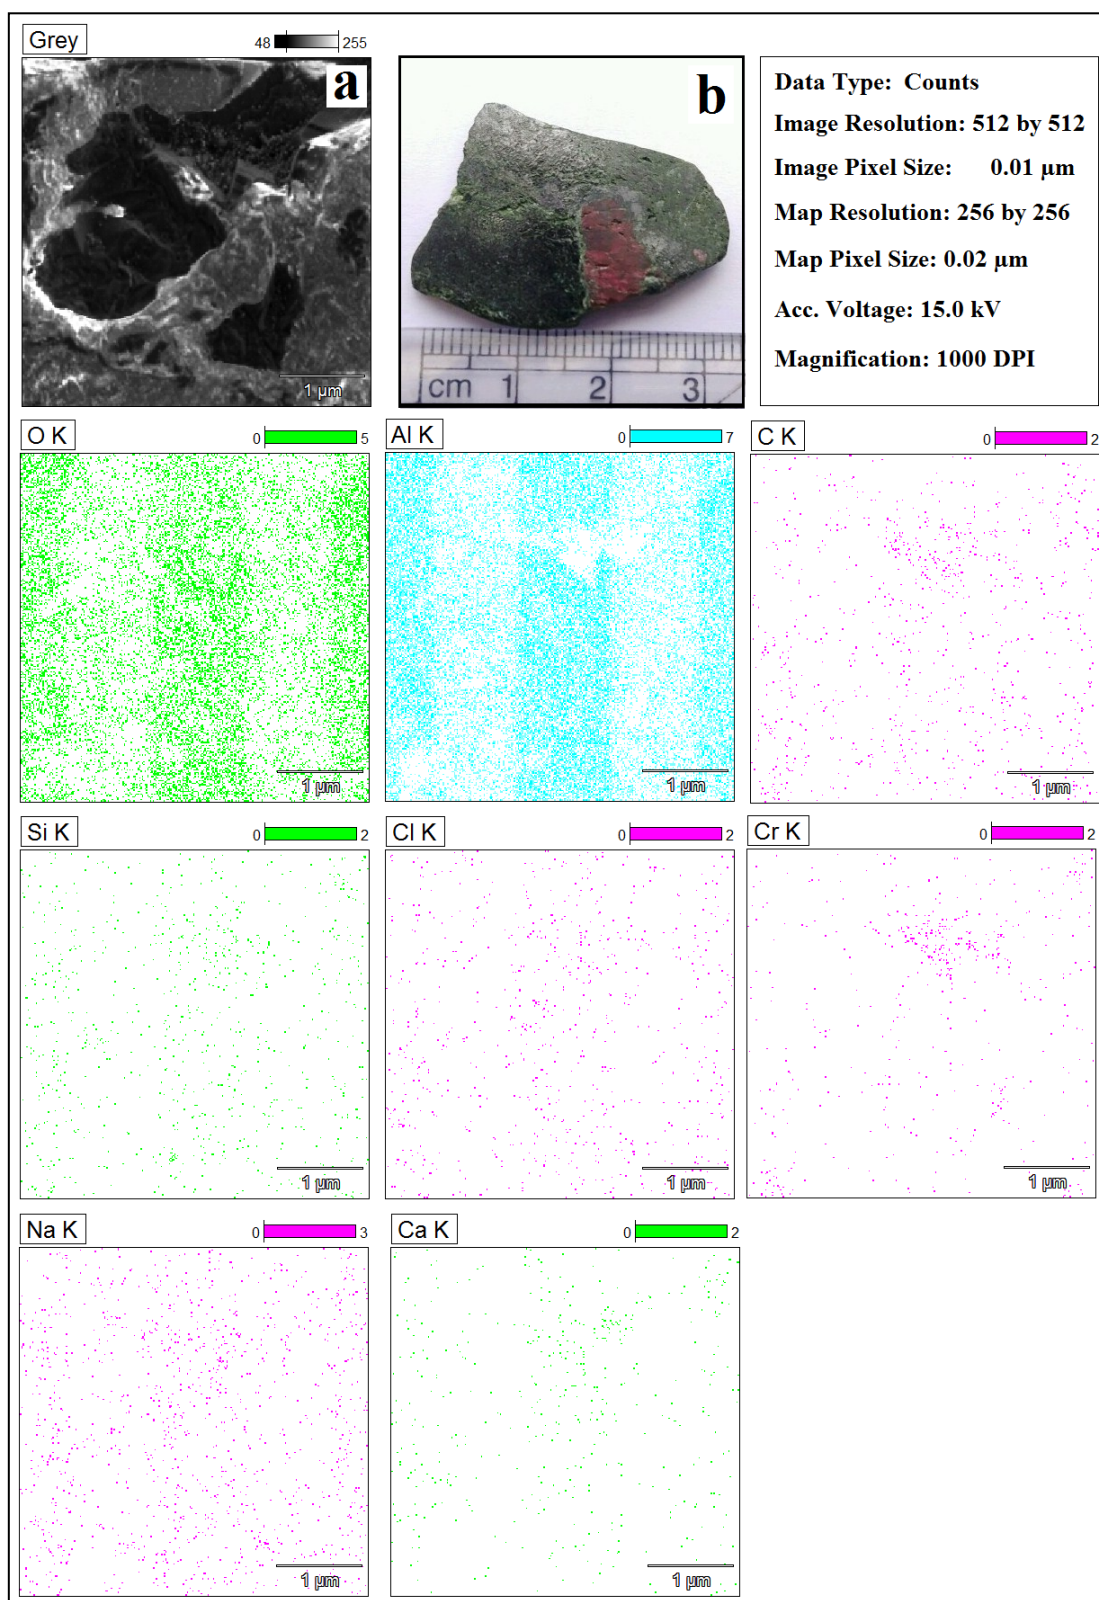 Grey
48 255
a
1 µm
b
cm 1 2 3
Data Type: Counts
Image Resolution: 512 by 512
Image Pixel Size: 0.01 µm
Map Resolution: 256 by 256
Map Pixel Size: 0.02 µm
Acc. Voltage: 15.0 kV
Magnification: 1000 DPI
O K
0 5
1 µm
Al K
0 7
1 µm
C K
0 2
1 µm
Si K
0 2
1 µm
Cl K
0 2
1 µm
Cr K
0 2
1 µm
Na K
0 3
1 µm
Ca K
0 2
1 µm